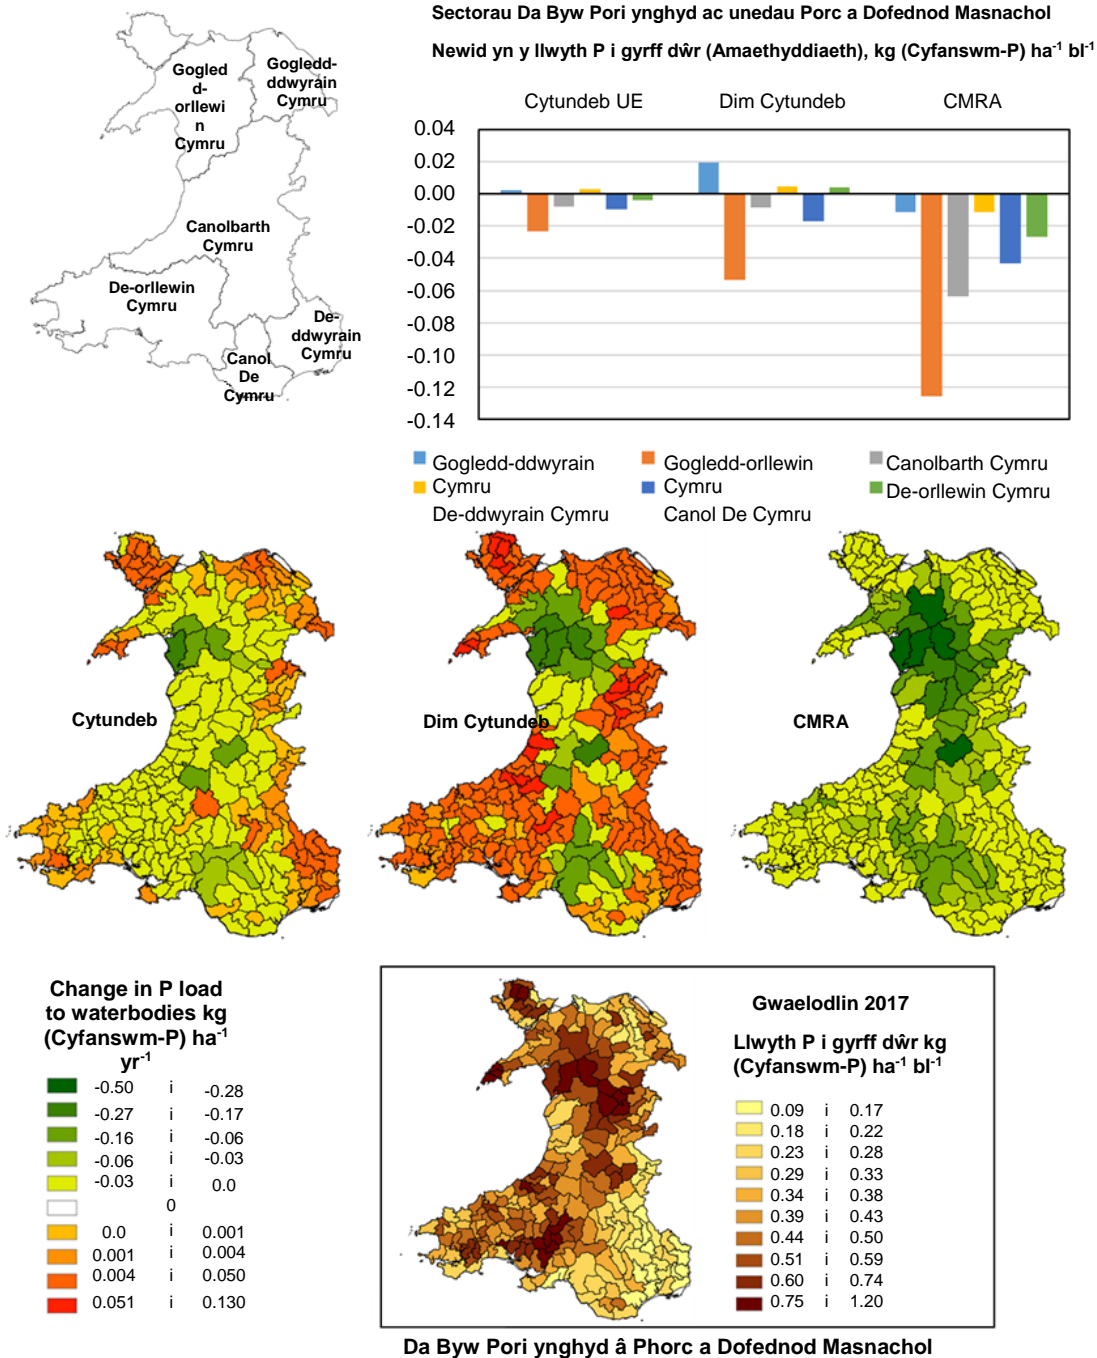 Sectorau Da Byw Pori ynghyd ac unedau Porc a Dofednod Masnachol
Newid yn y llwyth P i gyrff dŵr (Amaethyddiaeth), kg (Cyfanswm-P) ha-1 bl-1
Gogled
d-
orllewi
n
Cymru
Gogledd-
ddwyrain
Cymru
Canolbarth
Cymru
De-orllewin
Cymru
De-
ddwyrain
Cymru
Canol
De
Cymru
Cytundeb UE
Dim Cytundeb
CMRA
0.04
0.02
0.00
-0.02
-0.04
-0.06
-0.08
-0.10
-0.12
-0.14
Gogledd-ddwyrain
Cymru
De-ddwyrain Cymru
Gogledd-orllewin
Cymru
Canol De Cymru
Canolbarth Cymru
De-orllewin Cymru
Cytundeb
Dim Cytundeb
CMRA
Change in P load
to waterbodies kg
(Cyfanswm-P) ha-1
yr-1
-0.50 i -0.28
-0.27 i -0.17
-0.16 i -0.06
-0.06 i -0.03
-0.03 i 0.0
0
0.0 i 0.001
0.001 i 0.004
0.004 i 0.050
0.051 i 0.130
Gwaelodlin 2017
Llwyth P i gyrff dŵr kg
(Cyfanswm-P) ha-1 bl-1
0.09 i 0.17
0.18 i 0.22
0.23 i 0.28
0.29 i 0.33
0.34 i 0.38
0.39 i 0.43
0.44 i 0.50
0.51 i 0.59
0.60 i 0.74
0.75 i 1.20
Da Byw Pori ynghyd â Phorc a Dofednod Masnachol